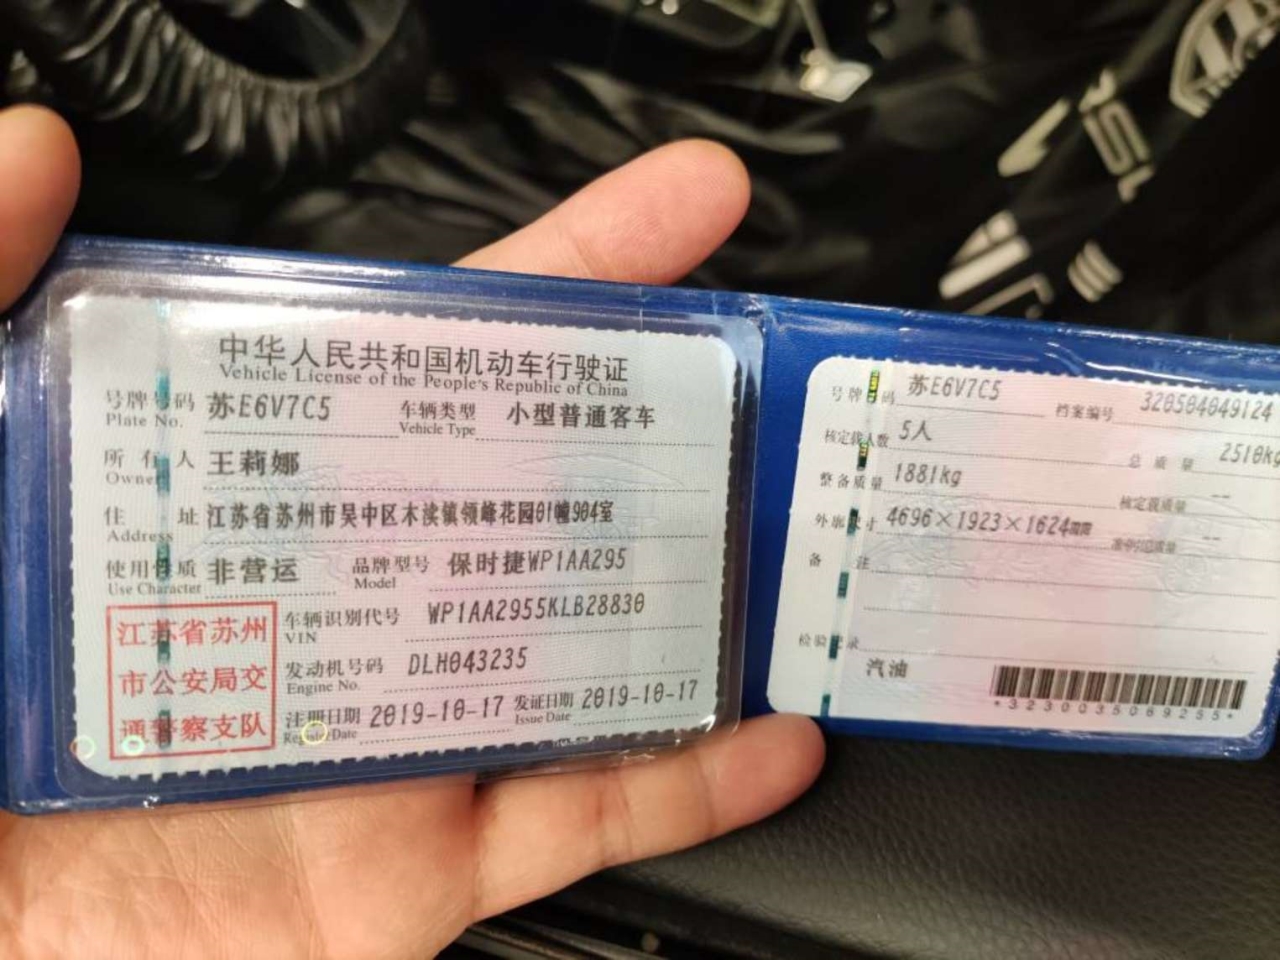 中华人民共和国机动车行驶证
Vehicle License of the People's Republic of China
号牌号码 苏E6V7C5 车辆类型 小型普通客车
Plate No. Vehicle Type
所有人 王莉娜
Owner
住址 江苏省苏州市吴中区木渎镇领峰花园01幢904室
Address
使用性质 非营运 品牌型号 保时捷WP1AA295
Use Character Model
江苏省苏州
市公安局交
通警察支队
车辆识别代号 WP1AA2955KLB28830
VIN
发动机号码 DLH043235
Engine No.
注册日期 2019-10-17 发证日期 2019-10-17
Register Date Issue Date
号牌号码 苏E6V7C5 档案编号 320504049124
核定载人数 5人 总质量 2510kg
整备质量 1881kg 核定载质量 --
外廓尺寸 4696×1923×1624mm 准牵引总质量 --
备注
检验记录
汽油
*3230035069255*